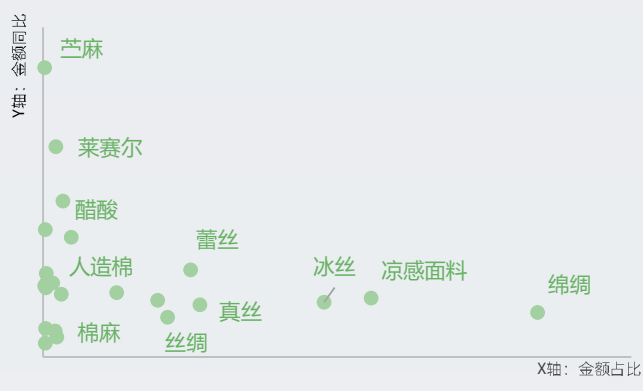 Y轴：金额同比
苎麻
莱赛尔
醋酸
蕾丝
人造棉
冰丝
凉感面料
绵绸
真丝
棉麻
丝绸
X轴：金额占比